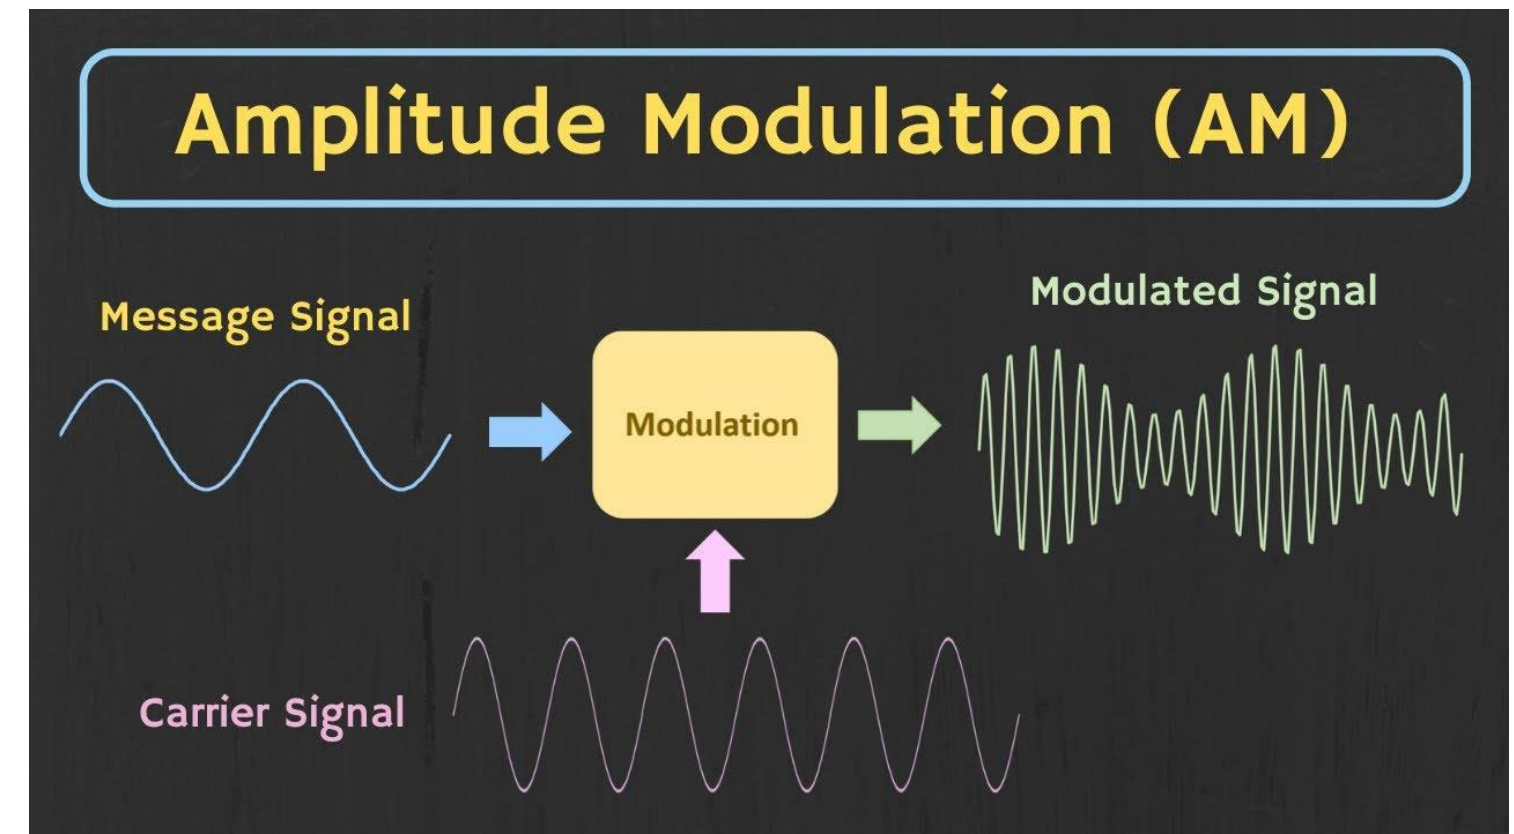 Amplitude Modulation (AM)
Message Signal
Modulated Signal
Modulation
Carrier Signal